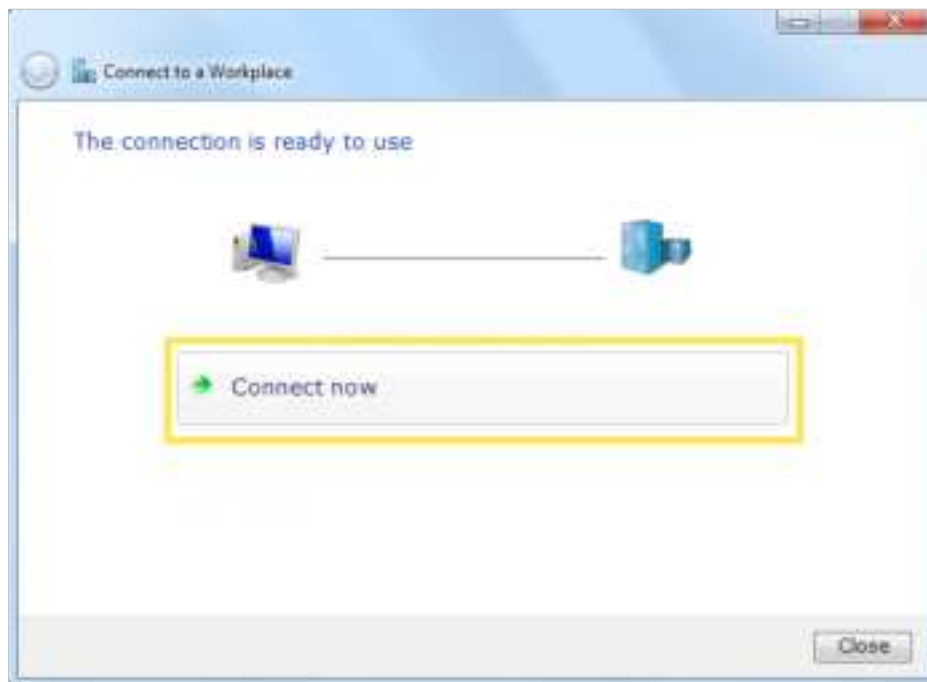 Connect to a Workplace
The connection is ready to use
Connect now
Close